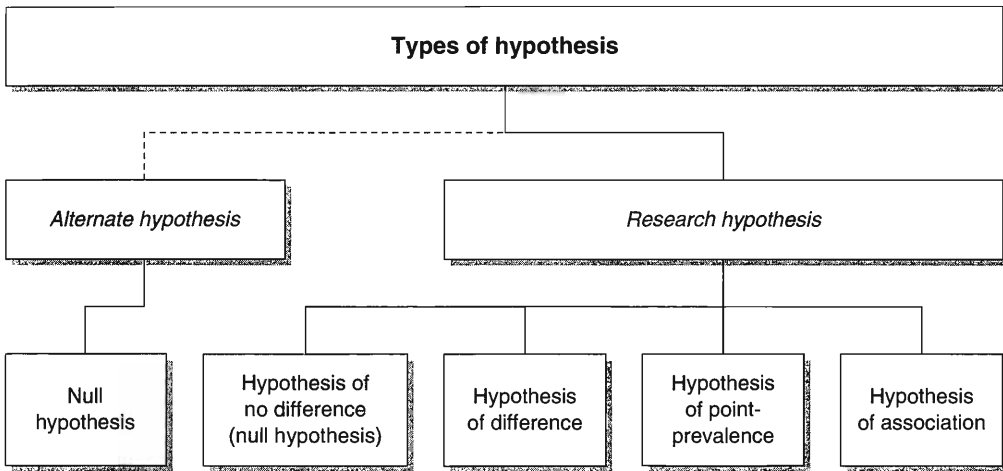 Types of hypothesis
Alternate hypothesis
Research hypothesis
Null
hypothesis
Hypothesis of
no difference
(null hypothesis)
Hypothesis
of difference
Hypothesis
of point-
prevalence
Hypothesis
of association